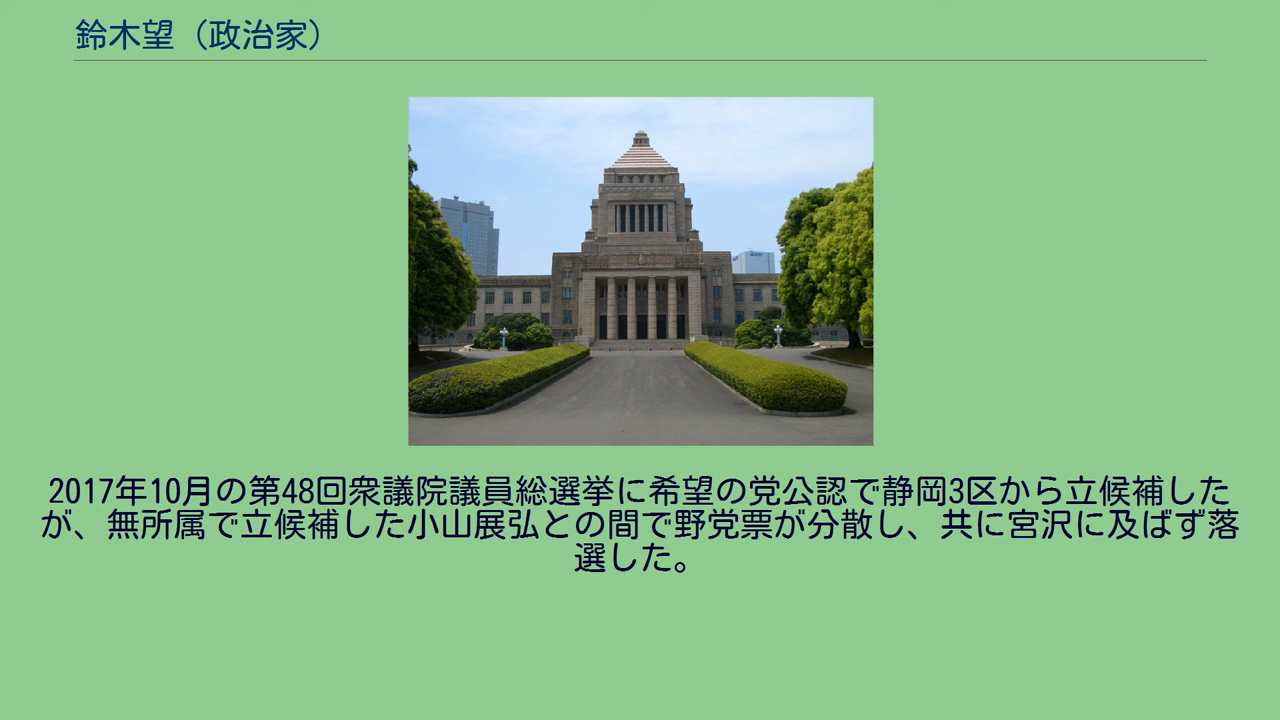 鈴木望（政治家）
2017年10月の第48回衆議院議員総選挙に希望の党公認で静岡3区から立候補した
が、無所属で立候補した小山展弘との間で野党票が分散し、共に宮沢に及ばず落
選した。